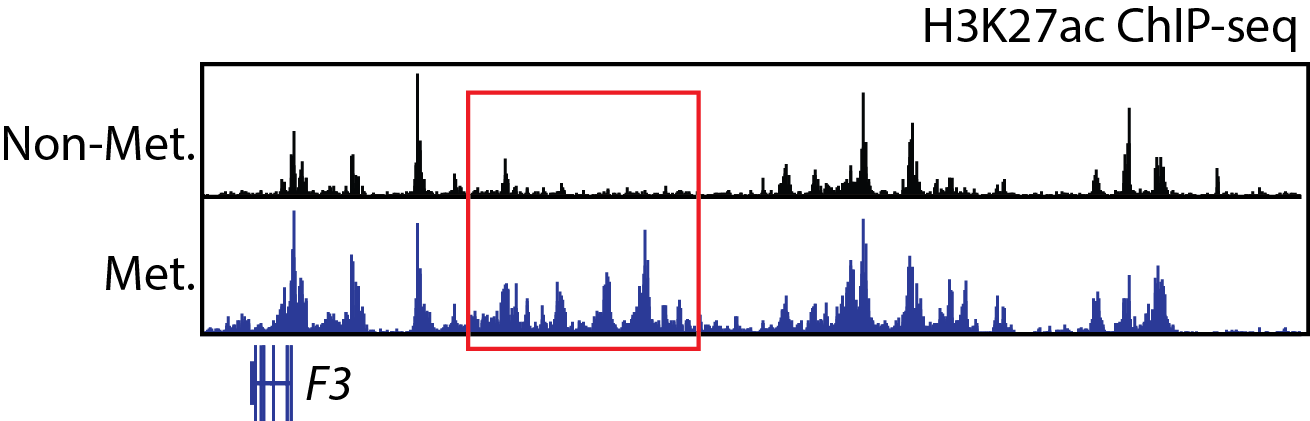 H3K27ac ChIP-seq
Non-Met.
Met.
F3